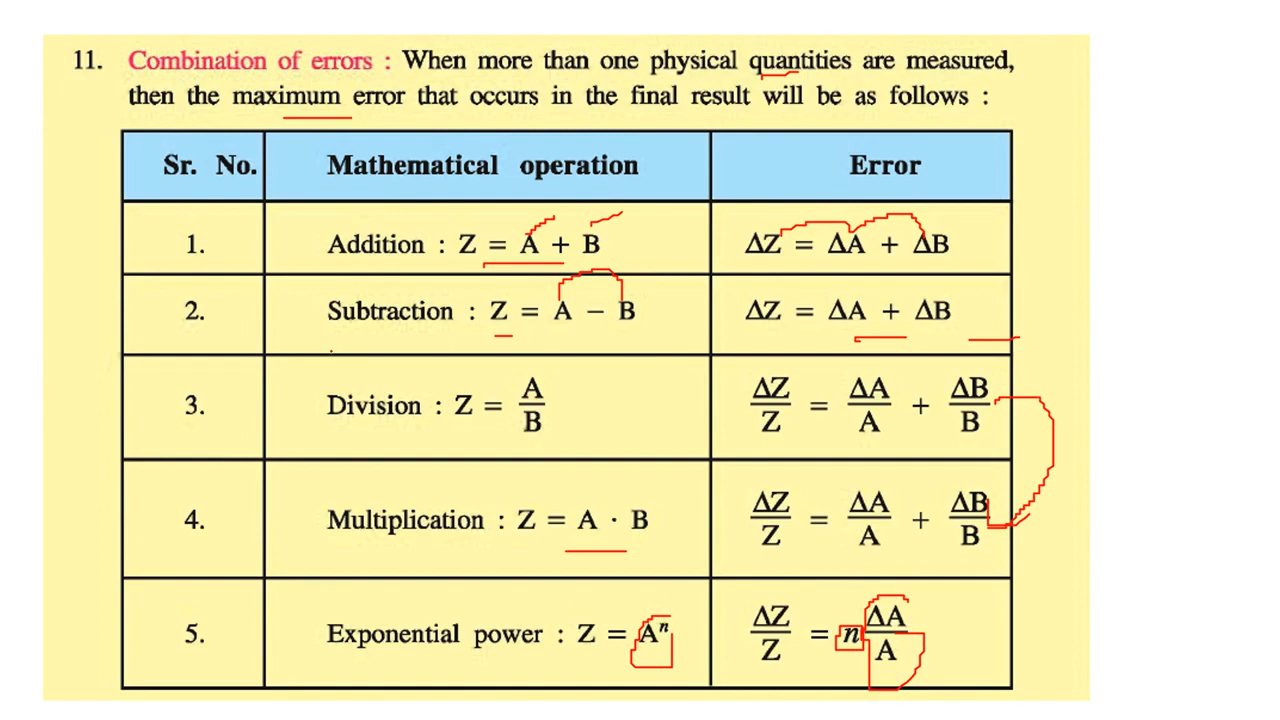 11. Combination of errors : When more than one physical quantities are measured,
then the maximum error that occurs in the final result will be as follows :
Sr. No. Mathematical operation Error
1. Addition : Z = A + B ΔZ = ΔA + ΔB
2. Subtraction : Z = A − B ΔZ = ΔA + ΔB
3. Division : Z = A/B ΔZ/Z = ΔA/A + ΔB/B
4. Multiplication : Z = A · B ΔZ/Z = ΔA/A + ΔB/B
5. Exponential power : Z = Aⁿ ΔZ/Z = n ΔA/A